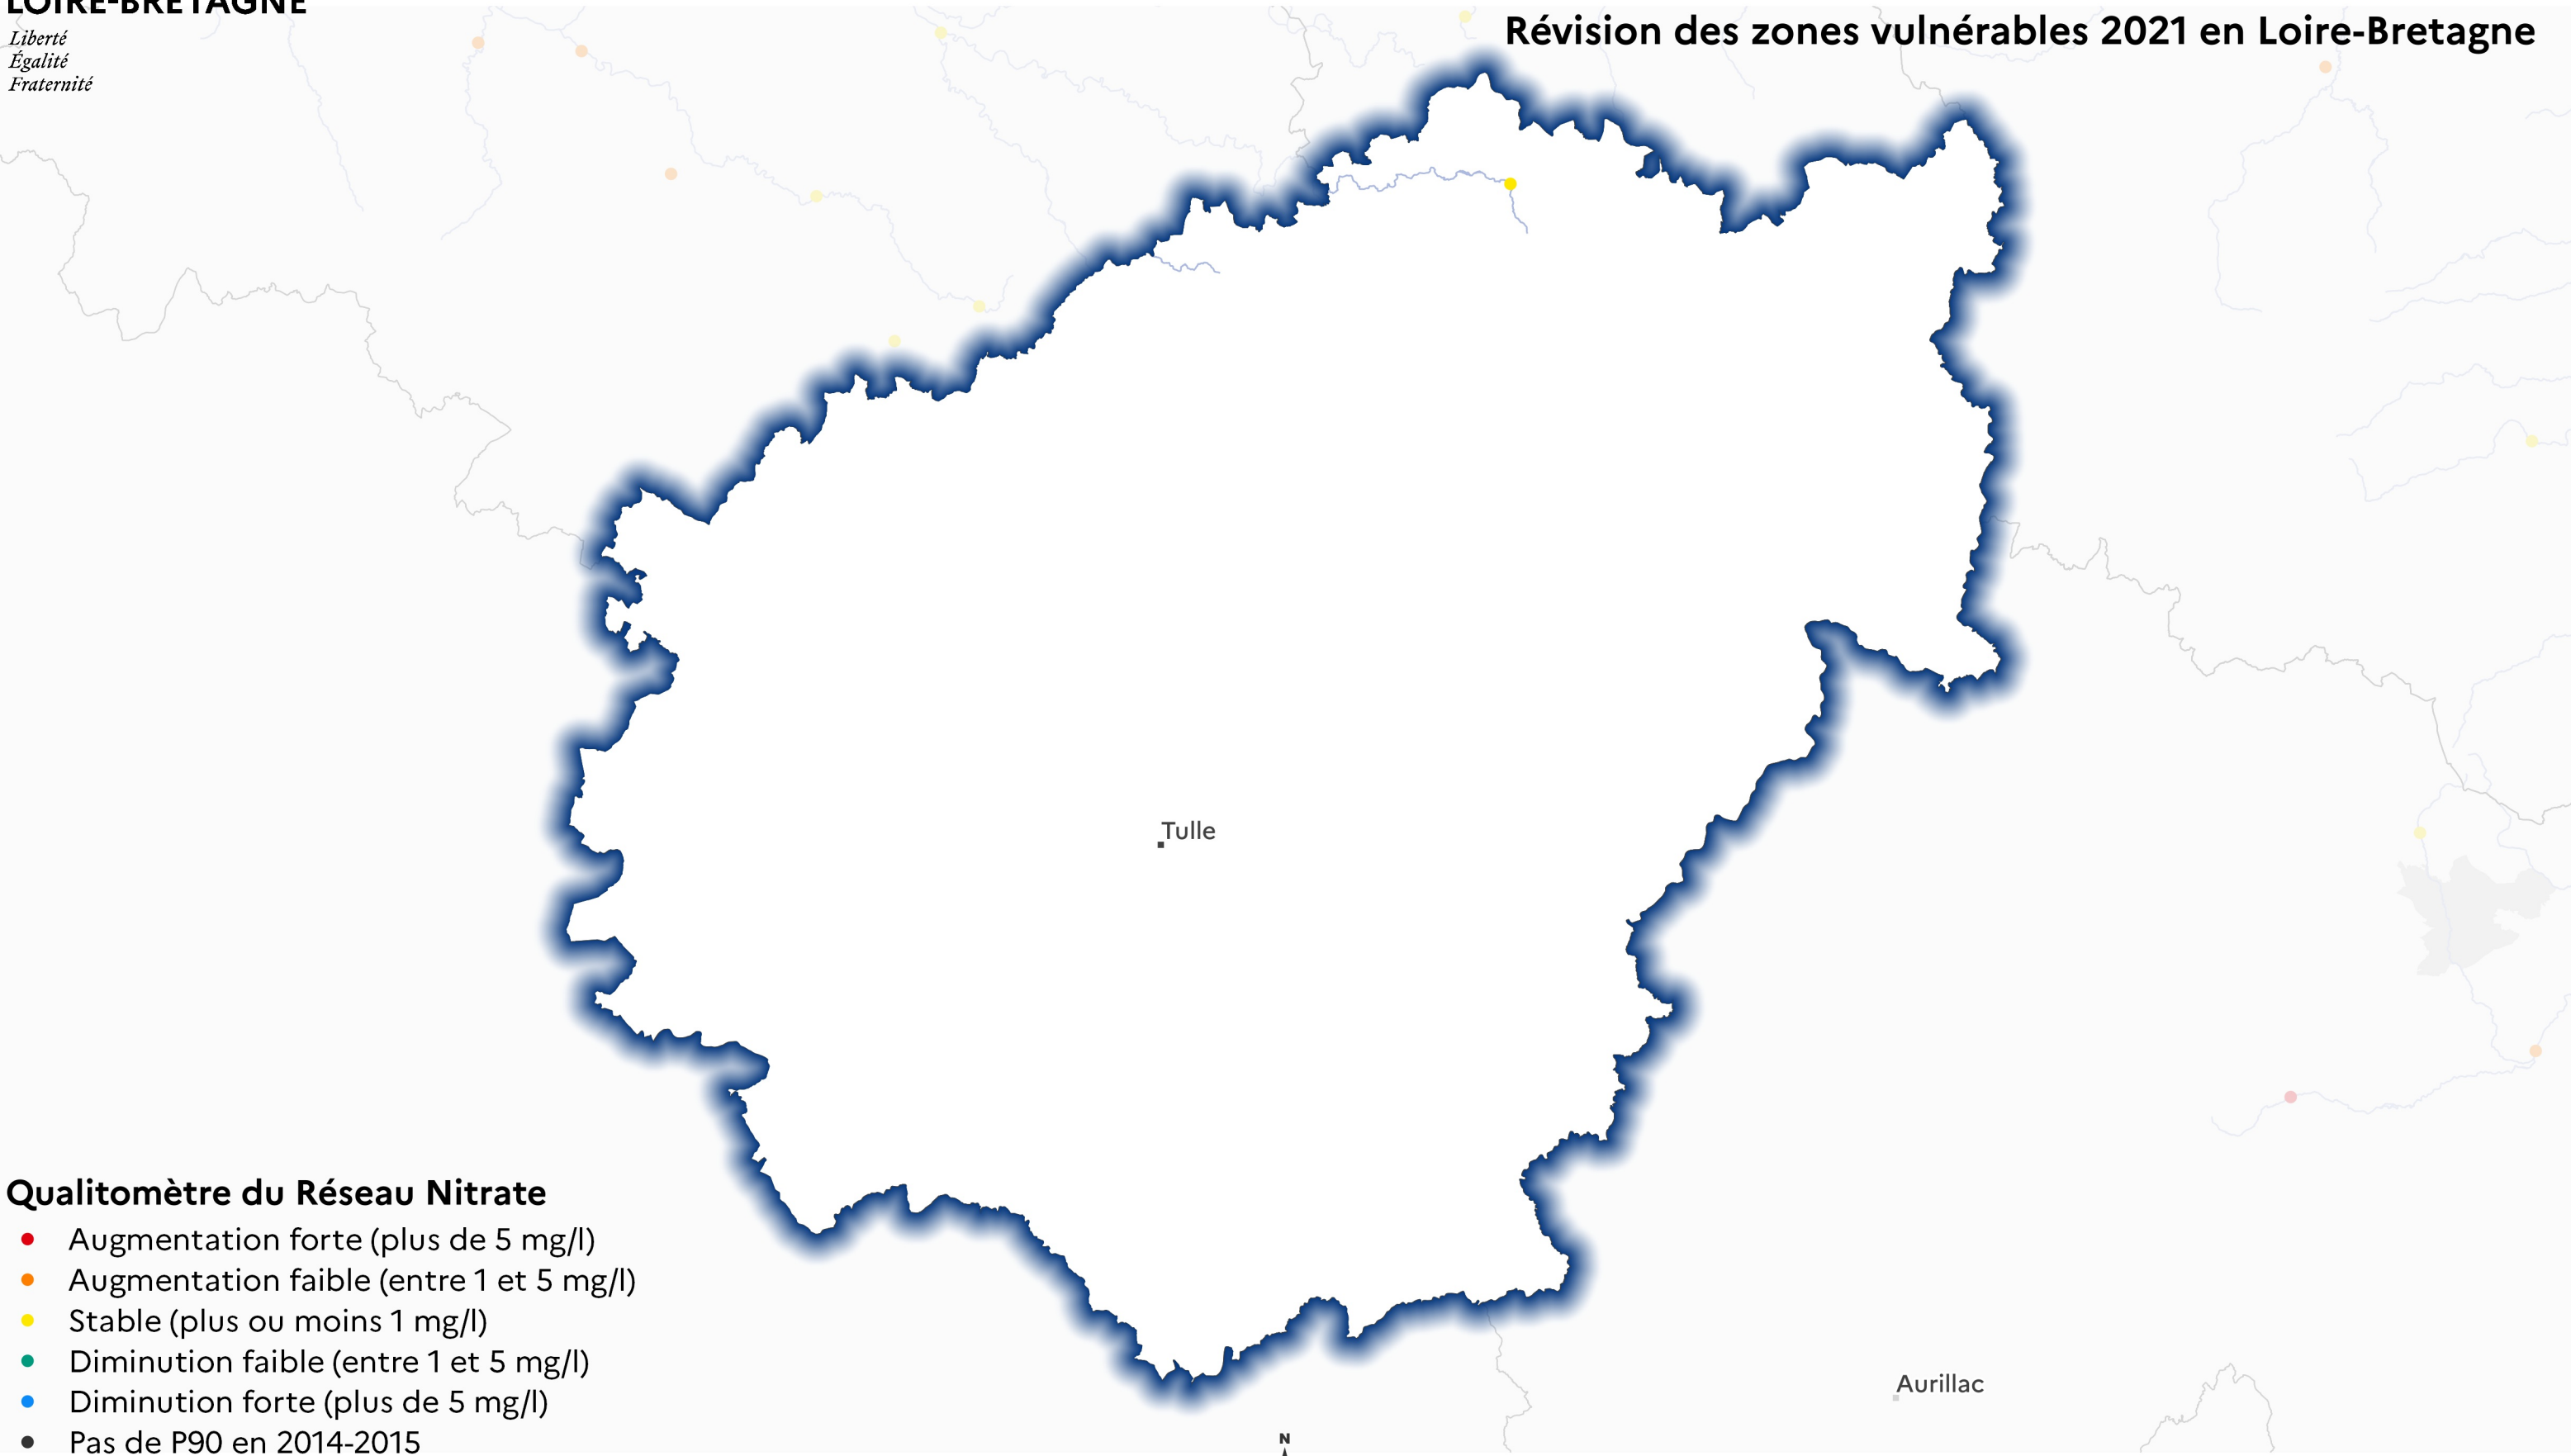 LOIRE-BRETAGNE
Liberté
Égalité
Fraternité
Révision des zones vulnérables 2021 en Loire-Bretagne
Tulle
Qualitomètre du Réseau Nitrate
Augmentation forte (plus de 5 mg/l)
Augmentation faible (entre 1 et 5 mg/l)
Stable (plus ou moins 1 mg/l)
Diminution faible (entre 1 et 5 mg/l)
Diminution forte (plus de 5 mg/l)
Pas de P90 en 2014-2015
Aurillac
N